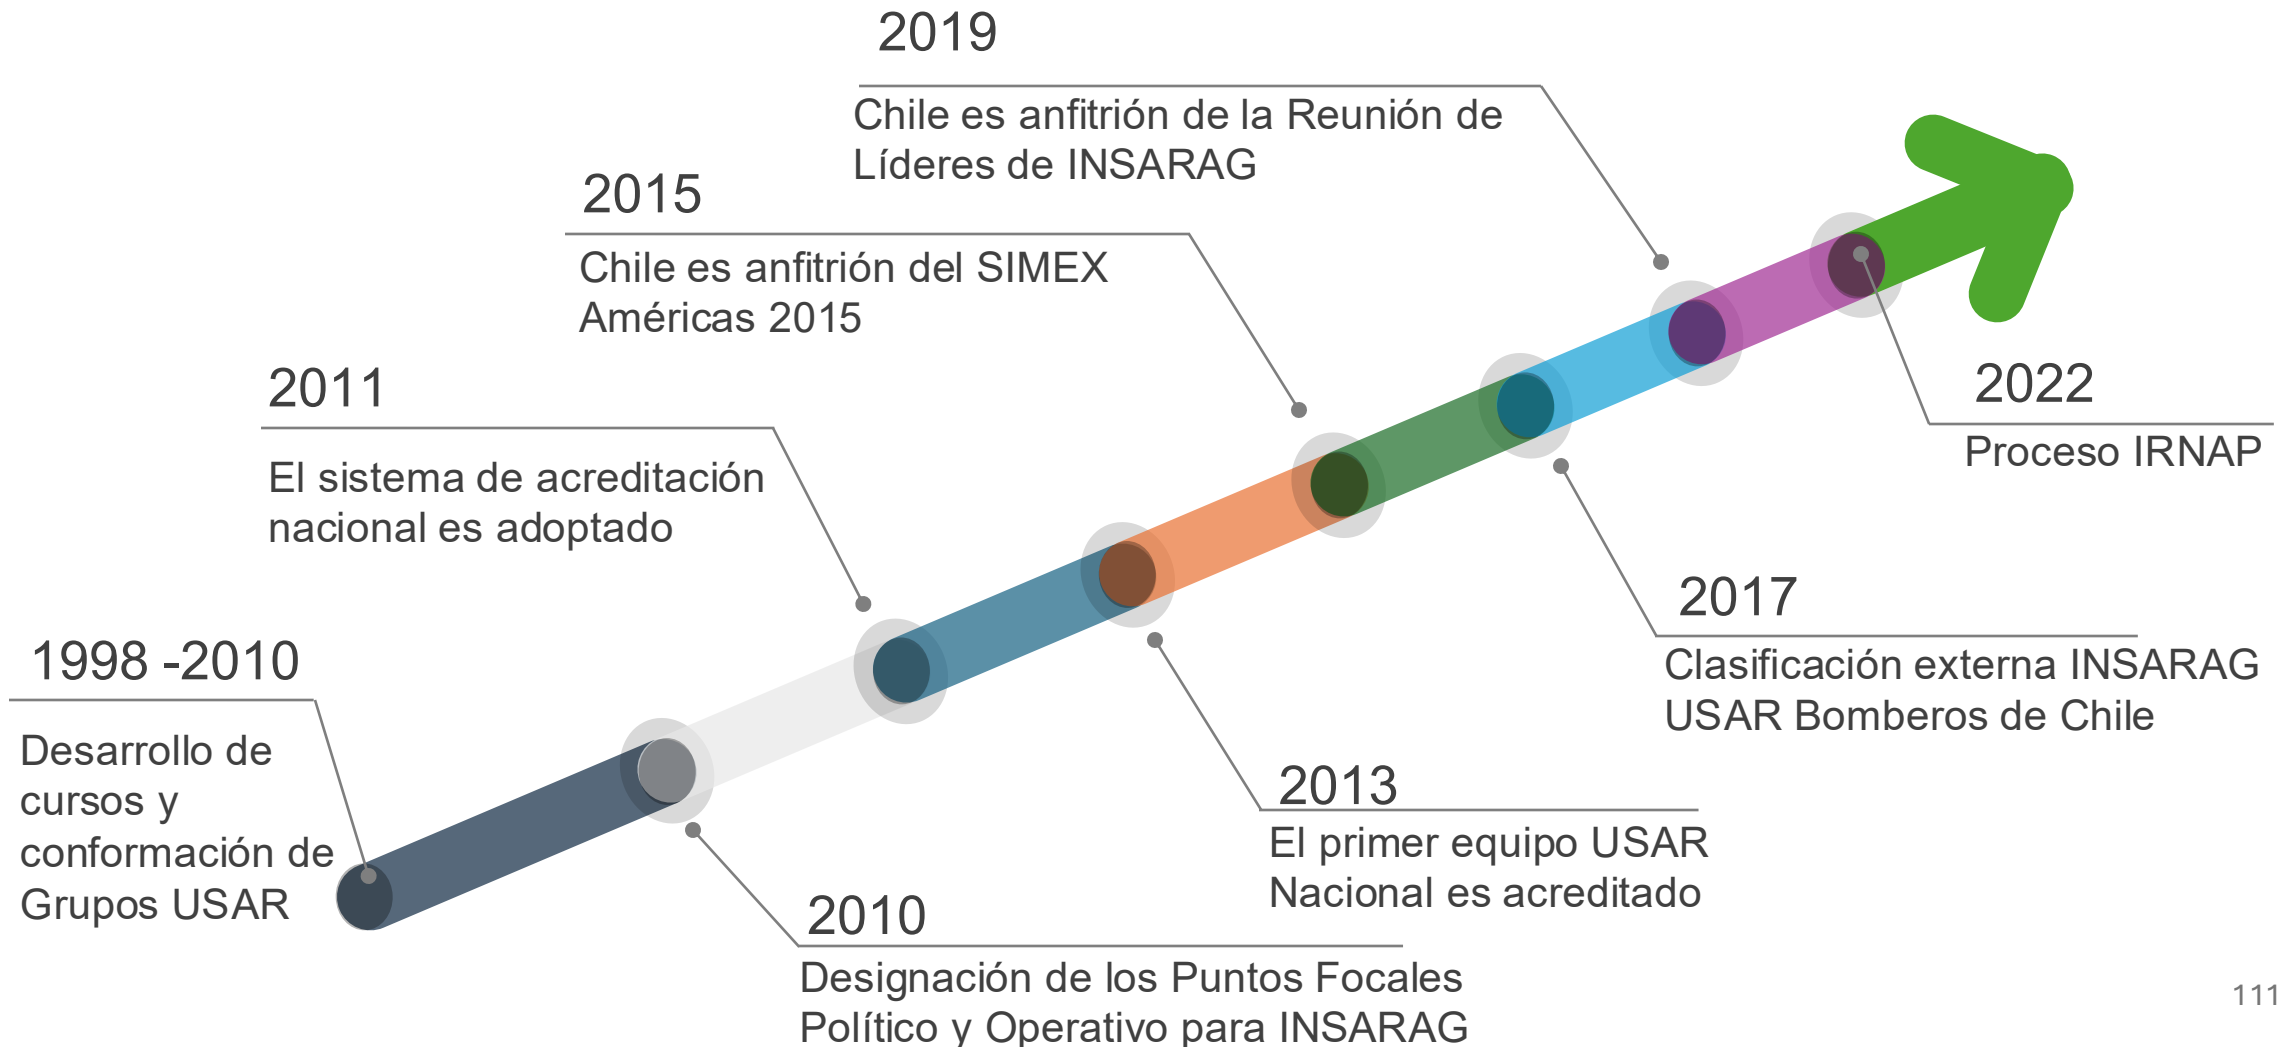 2019
Chile es anfitrión de la Reunión de
Líderes de INSARAG
2015
Chile es anfitrión del SIMEX
Américas 2015
2011
El sistema de acreditación
nacional es adoptado
1998 -2010
Desarrollo de
cursos y
conformación de
Grupos USAR
2010
Designación de los Puntos Focales
Político y Operativo para INSARAG
2013
El primer equipo USAR
Nacional es acreditado
2017
Clasificación externa INSARAG
USAR Bomberos de Chile
2022
Proceso IRNAP
111